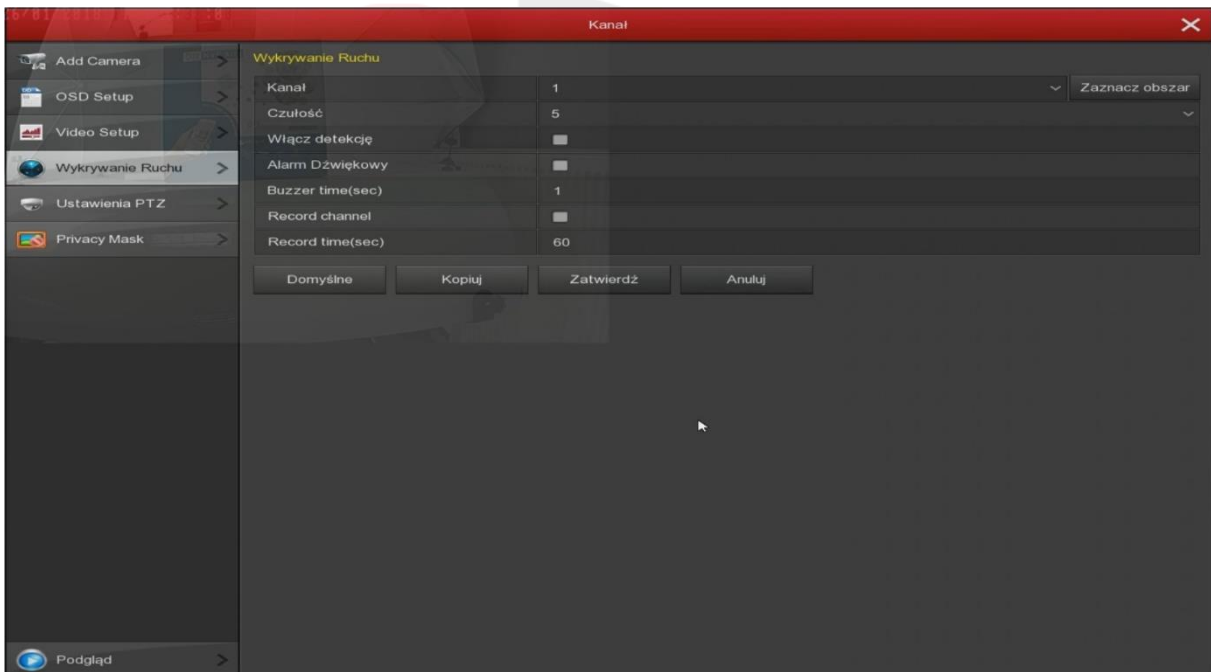 Kanał
Add Camera
OSD Setup
Video Setup
Wykrywanie Ruchu
Ustawienia PTZ
Privacy Mask
Podgląd
Wykrywanie Ruchu
Kanał 1 Zaznacz obszar
Czułość 5
Włącz detekcję
Alarm Dźwiękowy
Buzzer time(sec) 1
Record channel
Record time(sec) 60
Domyślne Kopiuj Zatwierdż Anuluj